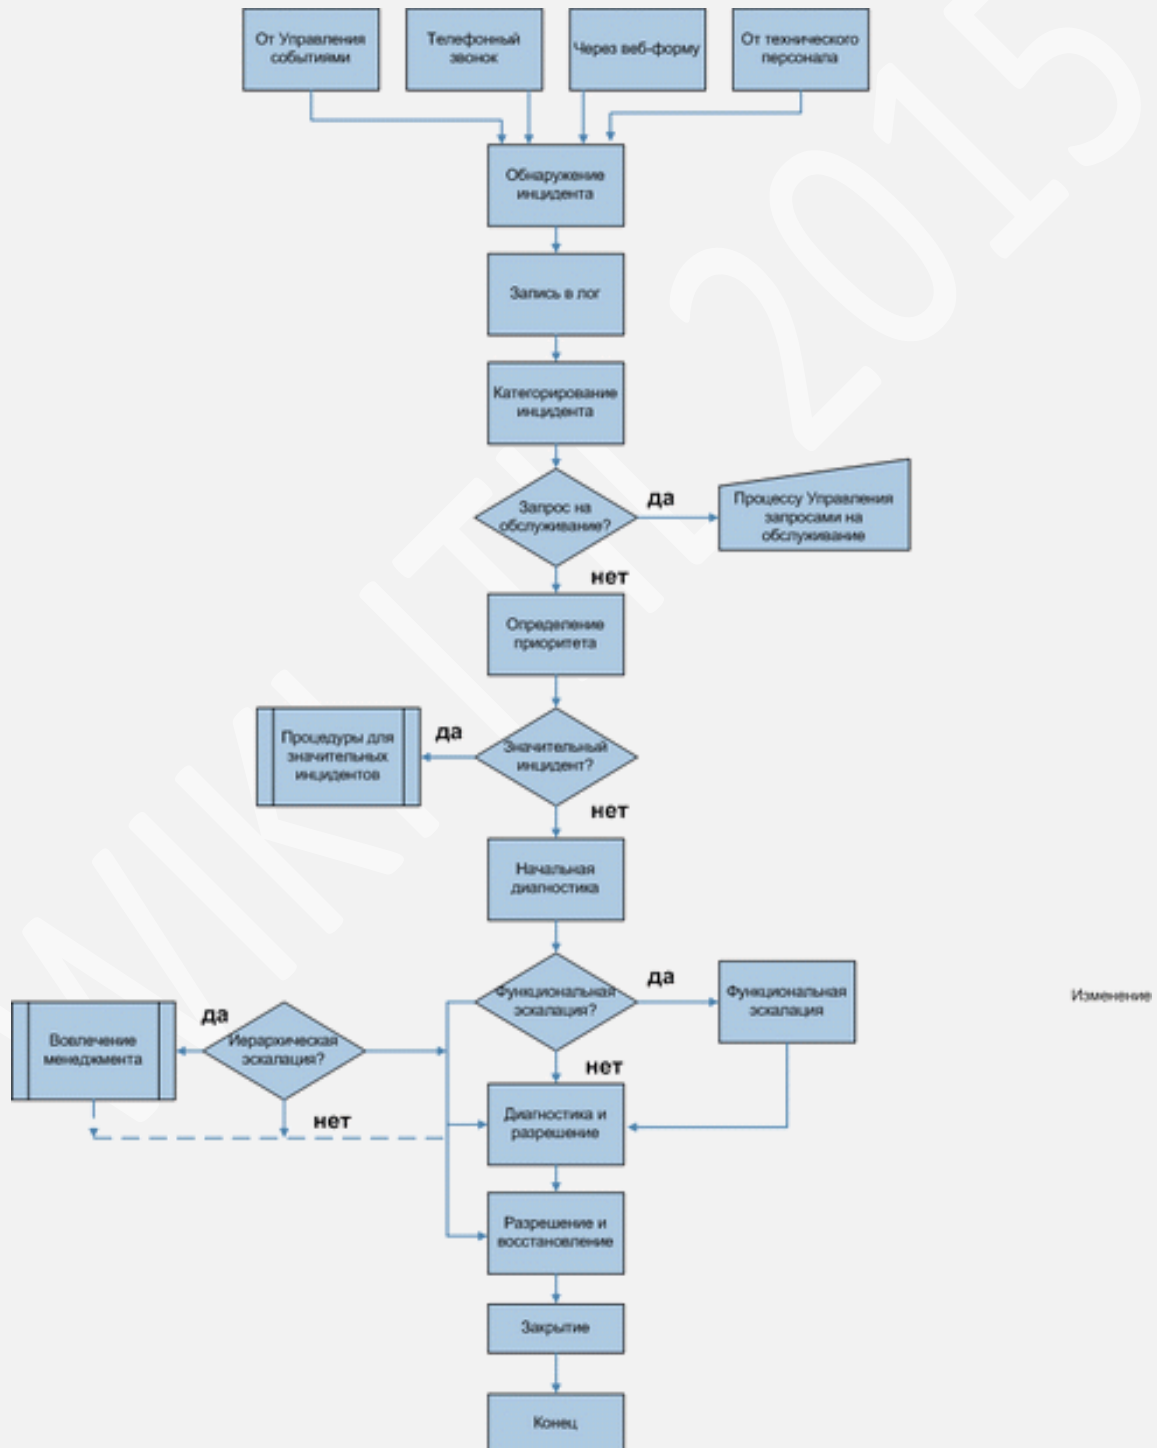 От Управления
событиями
Телефонный
звонок
Через веб-форму
От технического
персонала
Обнаружение
инцидента
Запись в лог
Категорирование
инцидента
Запрос на
обслуживание?
да
Процессу Управления
запросами на
обслуживание
нет
Определение
приоритета
Процедуры для
значительных
инцидентов
да
Значительный
инцидент?
нет
Начальная
диагностика
Функциональная
эскалация?
да
Функциональная
эскалация
Изменение
Вовлечение
менеджмента
да
Иерархическая
эскалация?
нет
нет
Диагностика и
разрешение
Разрешение и
восстановление
Закрытие
Конец
WIKI ITIL 2015